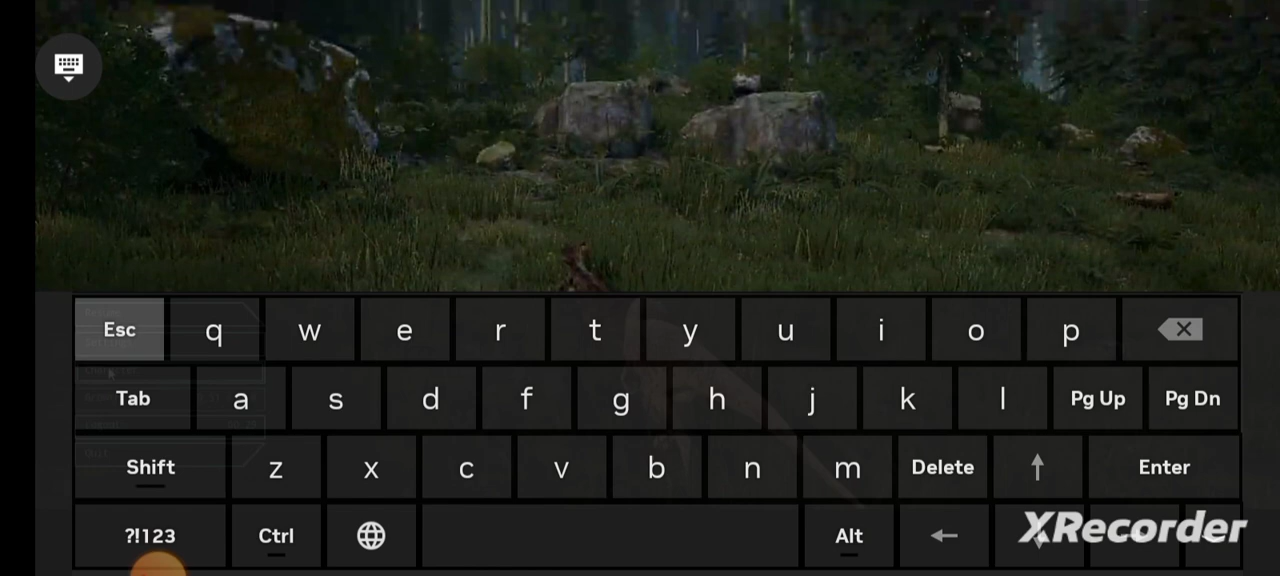 Esc q w e r t y u i o p
Tab a s d f g h j k l Pg Up Pg Dn
Shift z x c v b n m Delete ↑ Enter
?!123 Ctrl Alt ←
XRecorder